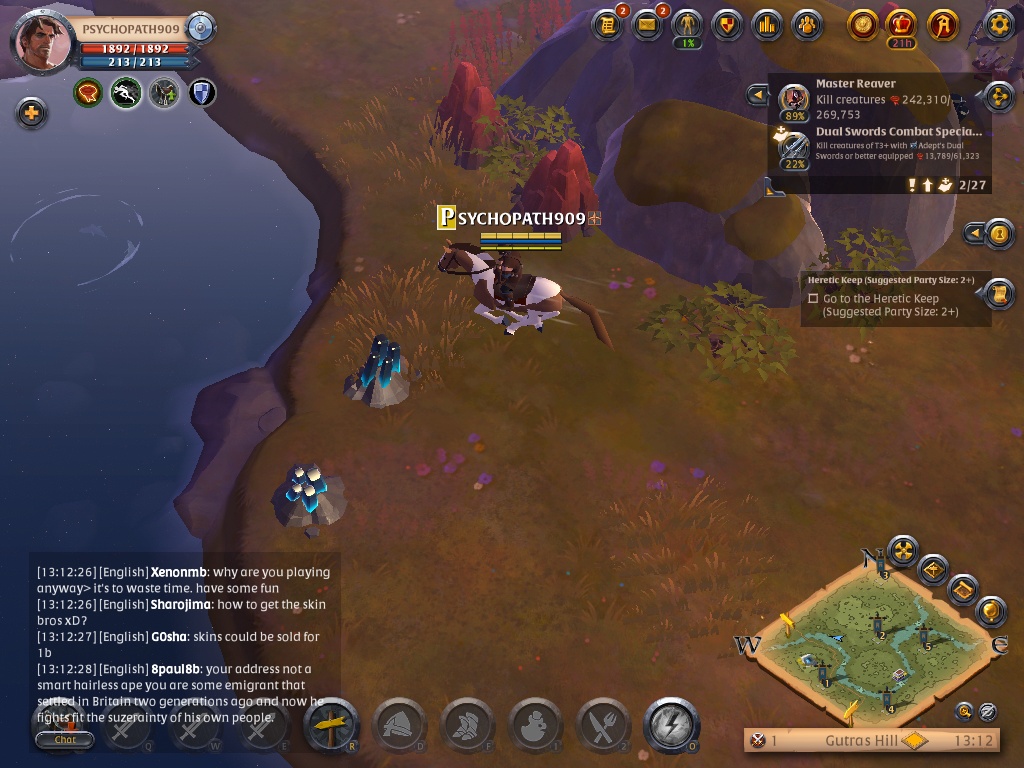 PSYCHOPATH909
1892 / 1892
213 / 213
2
2
1%
21h
Master Reaver
Kill creatures 242,310/
269,753
89%
Dual Swords Combat Specia...
Kill creatures of T3+ with Adept's Dual
Swords or better equipped 13,789/61,323
22%
2/27
PSYCHOPATH909
Heretic Keep (Suggested Party Size: 2+)
Go to the Heretic Keep
(Suggested Party Size: 2+)
[13:12:26] [English] Xenonmb: why are you playing
anyway> it's to waste time. have some fun
[13:12:26] [English] Sharojima: how to get the skin
bros xD?
[13:12:27] [English] G0sha: skins could be sold for
1b
[13:12:28] [English] 8paul8b: your address not a
smart hairless ape you are some emigrant that
settled in Britain two generations ago and now he
fights fit the suzerainty of his own people.
Chat
Q
W
E
R
D
F
1
2
O
N
W
E
3
2
5
1
4
1
Gutras Hill
13:12